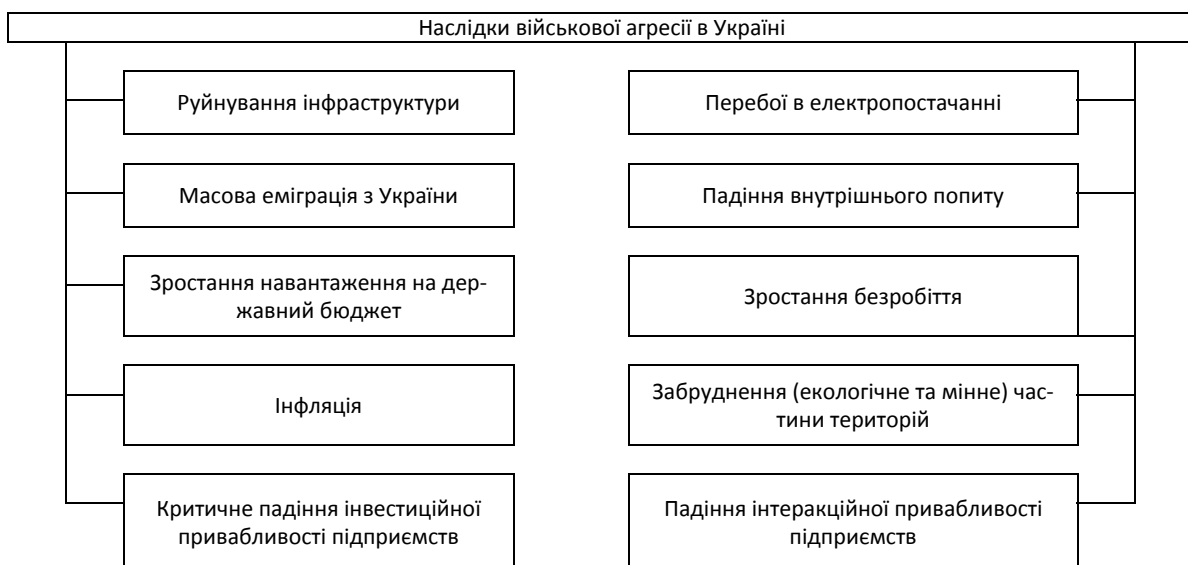 Наслідки військової агресії в Україні
Руйнування інфраструктури
Перебої в електропостачанні
Масова еміграція з України
Падіння внутрішнього попиту
Зростання навантаження на дер-
жавний бюджет
Зростання безробіття
Інфляція
Забруднення (екологічне та мінне) час-
тини територій
Критичне падіння інвестиційної
привабливості підприємств
Падіння інтеракційної привабливості
підприємств